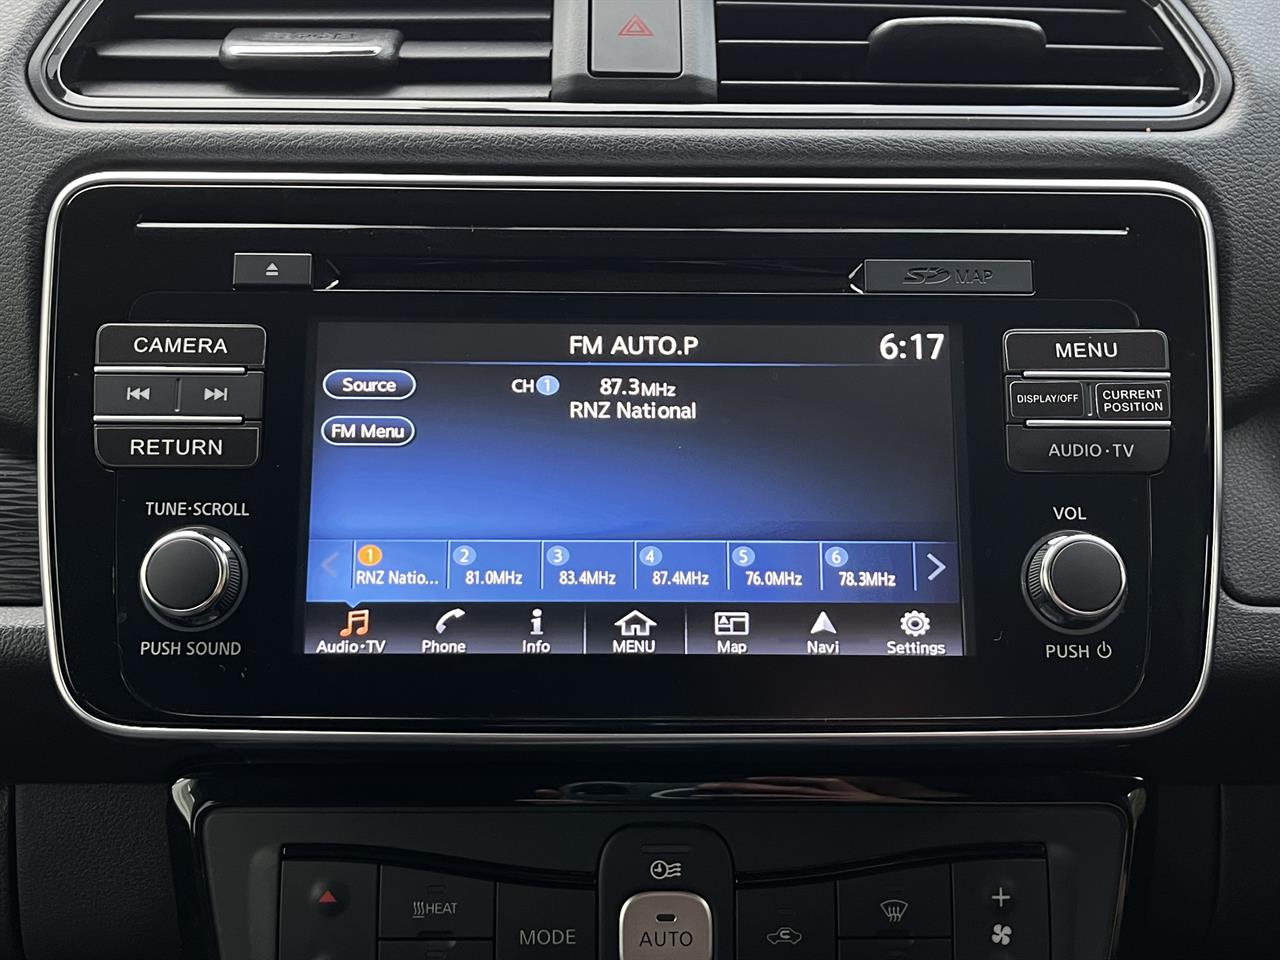 SD MAP
CAMERA
RETURN
TUNE·SCROLL
PUSH SOUND
FM AUTO.P
6:17
Source
CH 1 87.3MHz
RNZ National
FM Menu
1 RNZ Natio...
2 81.0MHz
3 83.4MHz
4 87.4MHz
5 76.0MHz
6 78.3MHz
Audio·TV
Phone
Info
MENU
Map
Navi
Settings
MENU
DISPLAY/OFF
CURRENT
POSITION
AUDIO·TV
VOL
PUSH
HEAT
MODE
AUTO